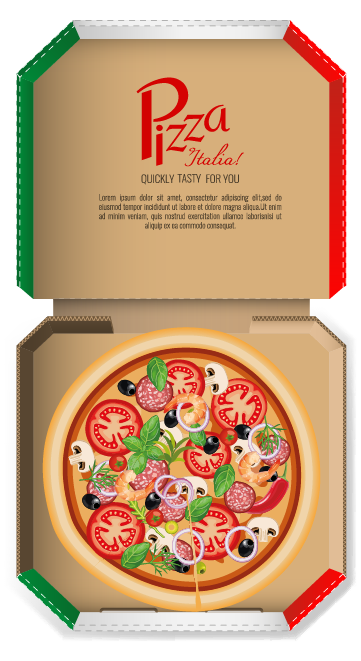 Pizza
Italia!
QUICKLY TASTY FOR YOU
Lorem ipsum dolor sit amet, consectetur adipiscing elit,sed do
eiusmod tempor incididunt ut labore et dolore magna aliqua.Ut enim
ad minim veniam, quis nostrud exercitation ullamco laborisnisi ut
aliquip ex ea commodo consequat.